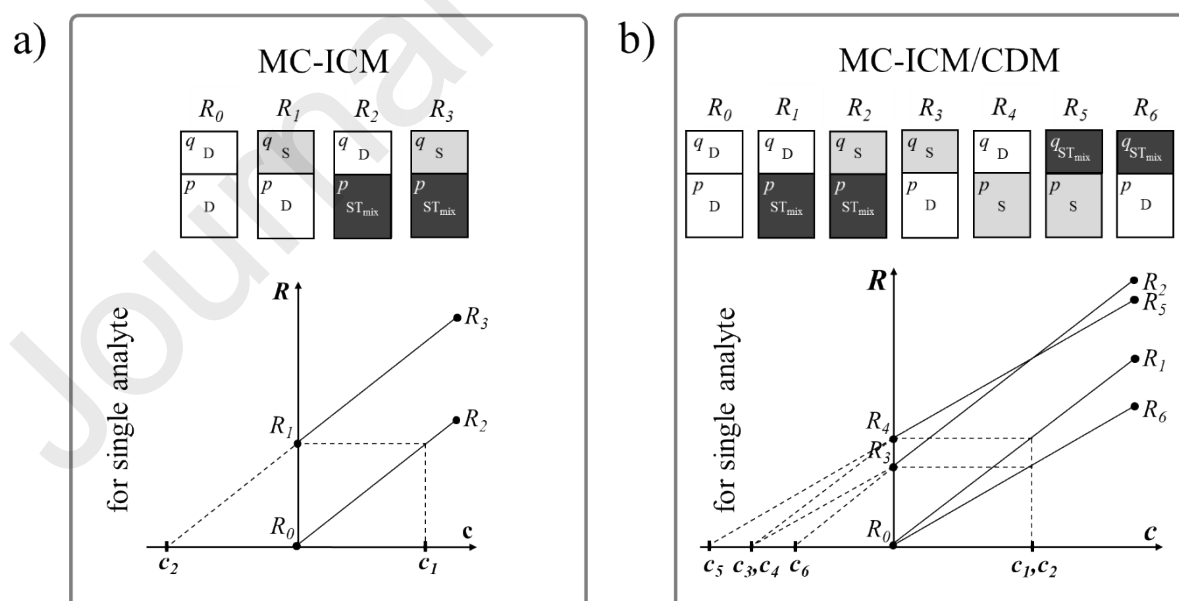 a)
MC-ICM
R0 R1 R2 R3
q D q S q D q S
p D p D p STmix p STmix
for single analyte
R
R3
R1
R2
R0
c
c2 c1
b)
MC-ICM/CDM
R0 R1 R2 R3 R4 R5 R6
q D q D q S q S q D q STmix q STmix
p D p STmix p STmix p D p S p S p D
for single analyte
R
R2
R5
R1
R4
R6
R3
R0
c
c5 c3,c4 c6 c1,c2
Journal